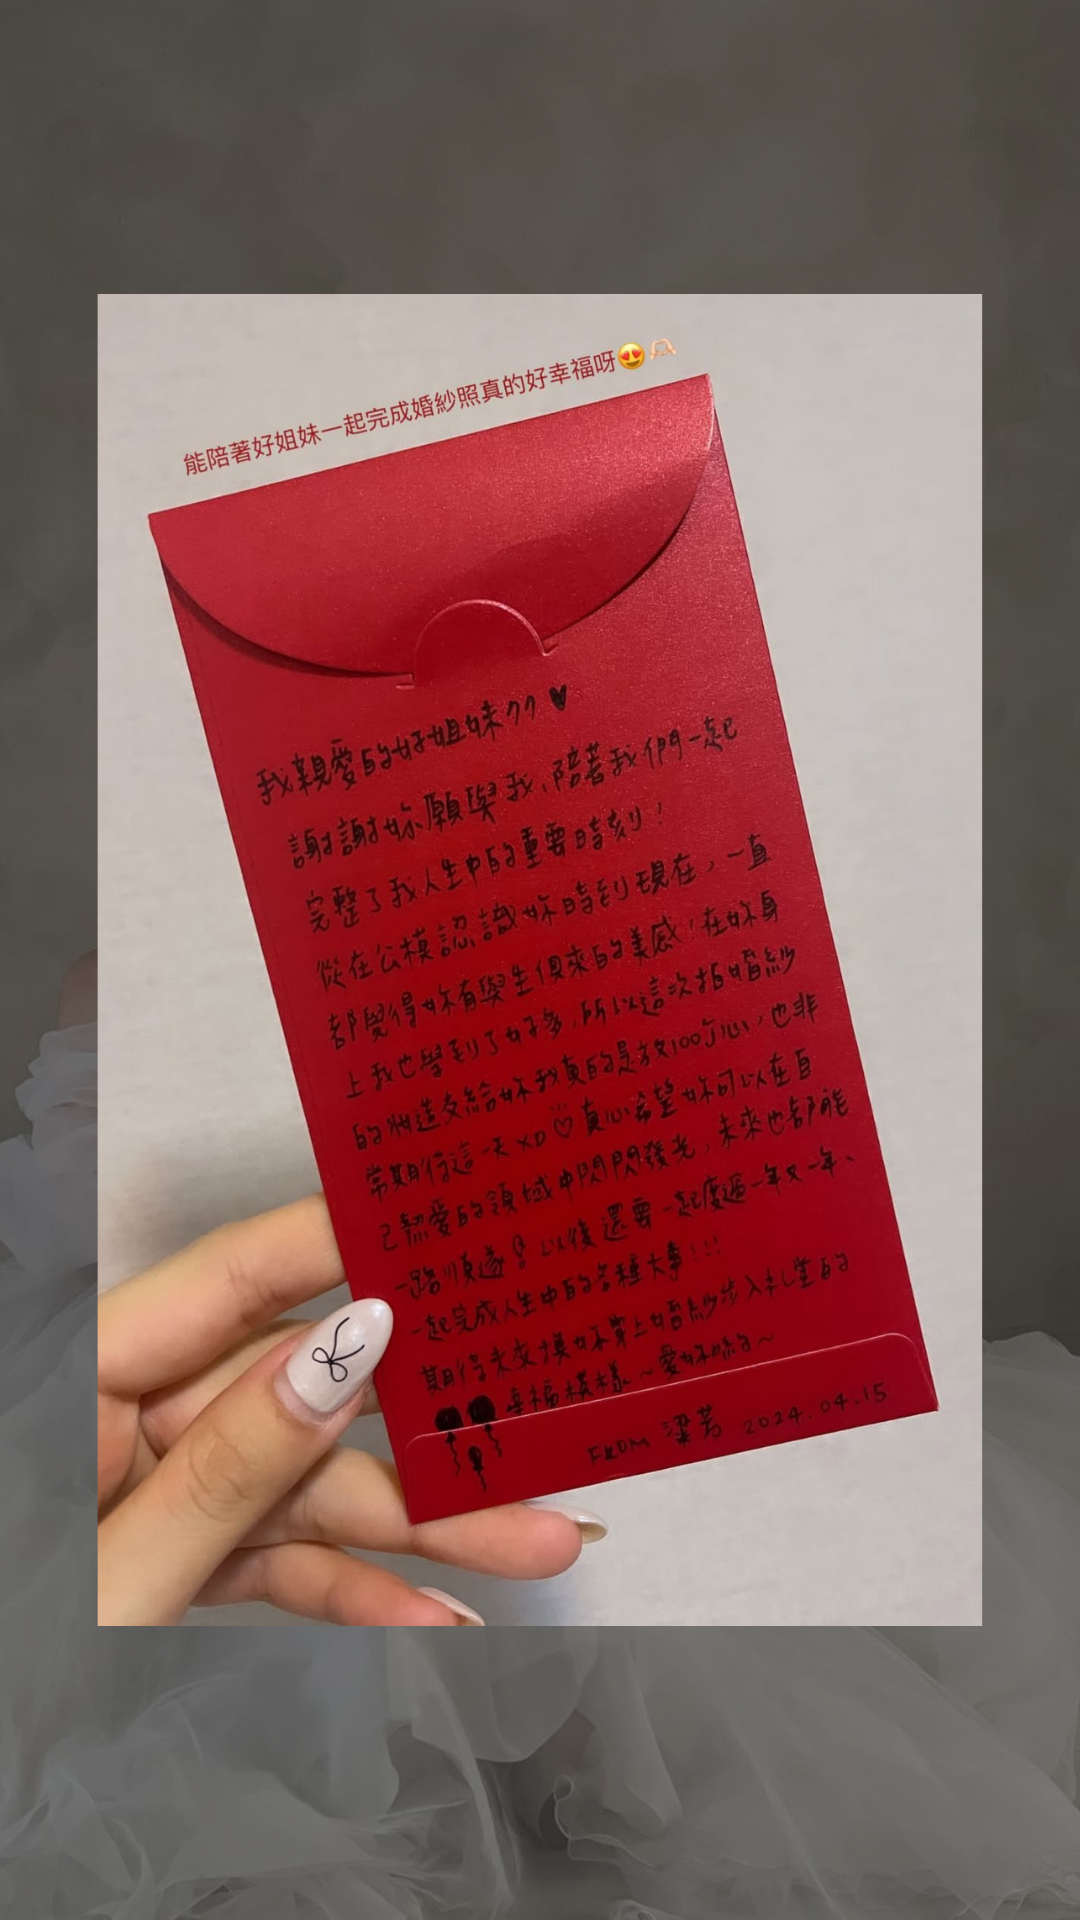 能陪著好姐妹一起完成婚紗照真的好幸福呀😍🫶🏻
我親愛的好姐妹ㄅㄅ♥
謝謝妳願與我、陪著我們一起
完整了我人生中的重要時刻！
從在公模認識妳時到現在，一直
都覺得妳有與生俱來的美感！在妳身
上我也學到了好多，所以這次拍婚紗
的妝造交給妳我真的是放100萬心，也非
常期待這一天XD♡真心希望妳可以在自
己熱愛的領域中閃閃發光，未來也都能
一路順遂！以後還要一起度過一年又一年、
一起完成人生中的各種大事!!!
期待未來換妳穿上婚紗步入禮堂的
幸福模樣～愛妳喲～
FROM 梁芳 2024.04.15